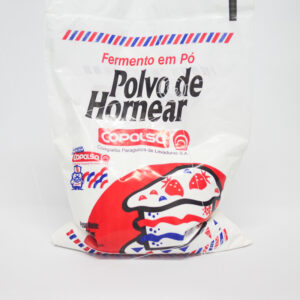 Fermento em Pó
Polvo de
Hornear
COPALSA
Compañía Paraguaya de Levaduras S.A.
COPALSA